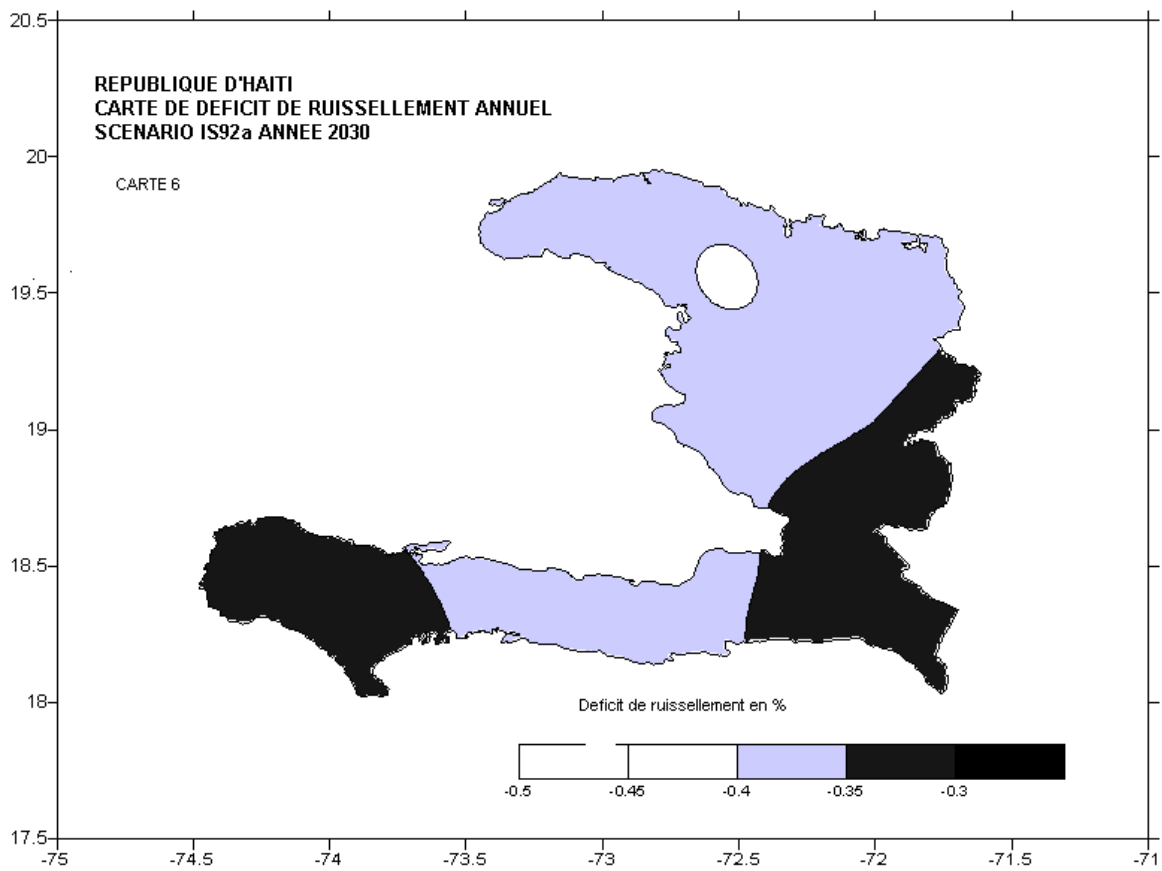 20.5
REPUBLIQUE D'HAITI
CARTE DE DEFICIT DE RUISSELLEMENT ANNUEL
SCENARIO IS92a ANNEE 2030
20
CARTE 6
19.5
19
18.5
18
Deficit de ruissellement en %
-0.5 -0.45 -0.4 -0.35 -0.3
17.5
-75 -74.5 -74 -73.5 -73 -72.5 -72 -71.5 -71